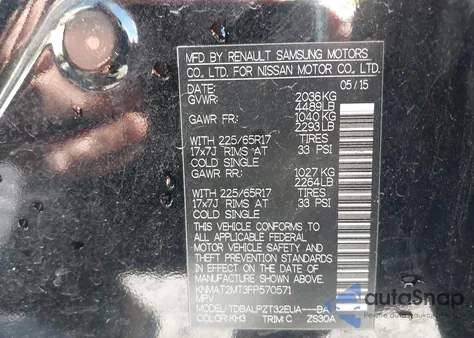 MFD BY RENAULT SAMSUNG MOTORS
CO. LTD. FOR NISSAN MOTOR CO. LTD.
DATE: 05/15
GVWR: 2036KG
4489LB
GAWR FR: 1040KG
2293LB
WITH 225/65R17 TIRES
17x7J RIMS AT 33 PSI
COLD SINGLE
GAWR RR: 1027KG
2264LB
WITH 225/65R17 TIRES
17x7J RIMS AT 33 PSI
COLD SINGLE
THIS VEHICLE CONFORMS TO
ALL APPLICABLE FEDERAL
MOTOR VEHICLE SAFETY AND
THEFT PREVENTION STANDARDS
IN EFFECT ON THE DATE OF
MANUFACTURE SHOWN ABOVE.
KNMAT2MT3FP570571
MPV
MODEL: TDBALPZT32EUA---BA
COLOR: KH3 TRIM: C ZS30A
autoSnap